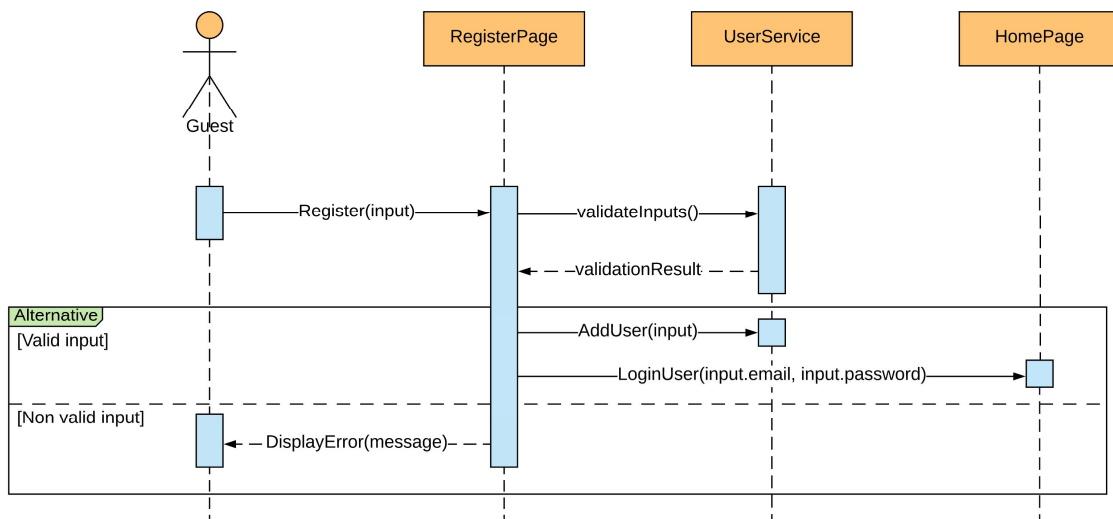 RegisterPage
UserService
HomePage
Guest
Register(input)
validateInputs()
validationResult
Alternative
[Valid input]
AddUser(input)
LoginUser(input.email, input.password)
[Non valid input]
DisplayError(message)